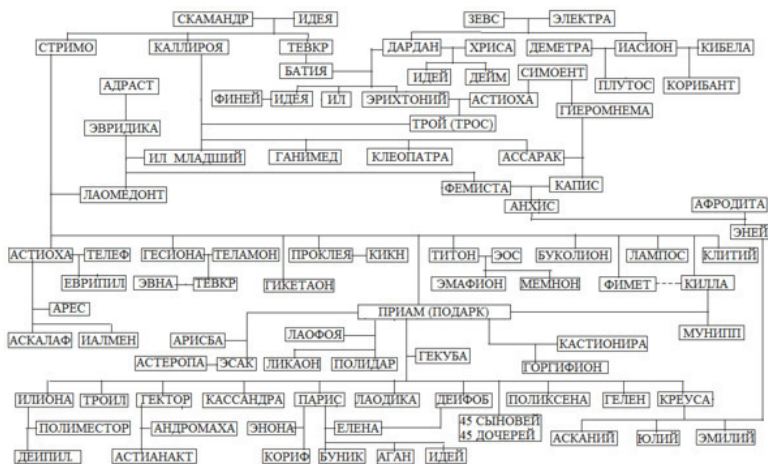 СКАМАНДР ИДЕЯ ЗЕВС ЭЛЕКТРА
СТРИМО КАЛЛИРОЯ ТЕВКР ДАРДАН ХРИСА ДЕМЕТРА ИАСИОН КИБЕЛА
БАТИЯ ИДЕЙ ДЕЙМ СИМОЕНТ ПЛУТОС КОРИБАНТ
АДРАСТ ФИНЕЙ ИДЕЯ ИЛ ЭРИХТОНИЙ АСТИОХА
ГИЕРОМНЕМА
ТРОЙ (ТРОС)
ЭВРИДИКА
ИЛ МЛАДШИЙ ГАНИМЕД КЛЕОПАТРА АССАРАК
ЛАОМЕДОНТ ФЕМИСТА КАПИС
АНХИС АФРОДИТА
ЭНЕЙ
АСТИОХА ТЕЛЕФ ГЕСИОНА ТЕЛАМОН ПРОКЛЕЯ КИКН ТИТОН ЭОС БУКОЛИОН ЛАМПОС КЛИТИЙ
ЕВРИПИЛ ЭВНА ТЕВКР ГИКЕТАОН ЭМАФИОН МЕМНОН ФИМЕТ КИЛЛА
АРЕС ПРИАМ (ПОДАРК)
АСКАЛАФ ИАЛМЕН АРИСБА ЛАОФОЯ МУНИПП
КАСТИОНИРА
АСТЕРОПА ЭСАК ЛИКАОН ПОЛИДАР ГЕКУБА
ГОРГИФИОН
ИЛИОНА ТРОИЛ ГЕКТОР КАССАНДРА ПАРИС ЛАОДИКА ДЕИФОБ ПОЛИКСЕНА ГЕЛЕН КРЕУСА
ПОЛИМЕСТОР АНДРОМАХА ЭНОНА ЕЛЕНА 45 СЫНОВЕЙ
45 ДОЧЕРЕЙ
АСКАНИЙ ЮЛИЙ ЭМИЛИЙ
ДЕИПИЛ. АСТИАНАКТ КОРИФ БУНИК АГАН ИДЕЙ